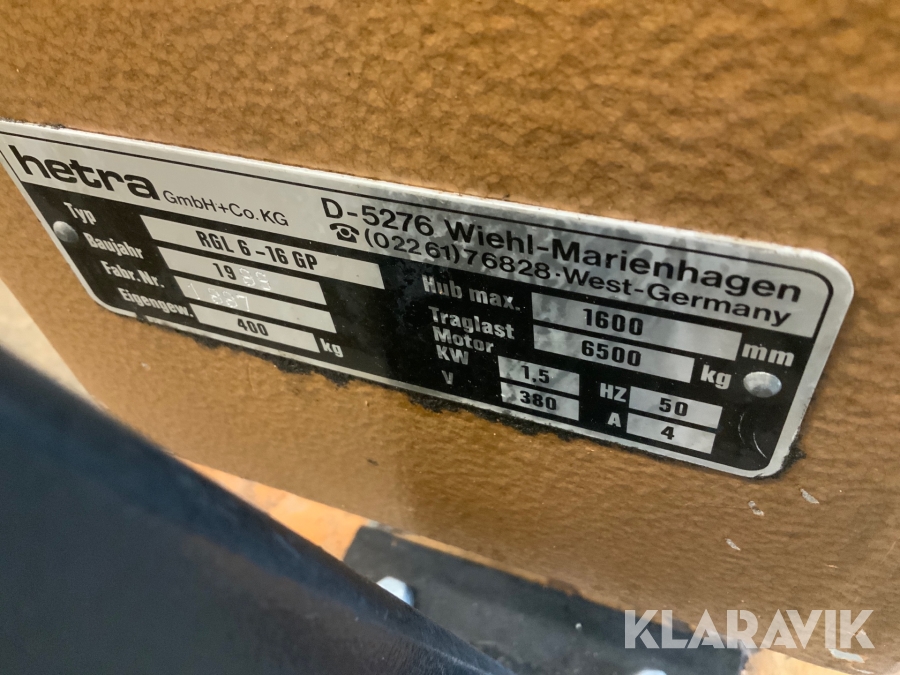 hetra GmbH+Co.KG
D-5276 Wiehl-Marienhagen
☎(02261)76828·West-Germany
Typ RGL 6-16 GP
Baujahr 19
Fabr.Nr.
Eigengew. 400 kg
Hub max. 1600 mm
Traglast 6500 kg
Motor
KW 1,5 HZ 50
V 380 A 4
KLARAVIK